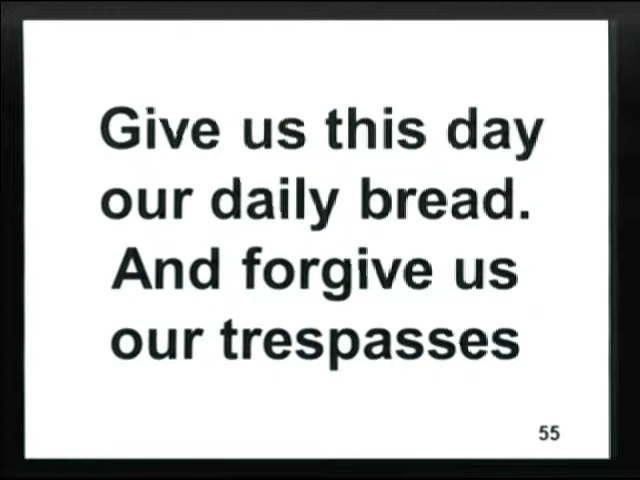 Give us this day
our daily bread.
And forgive us
our trespasses
55